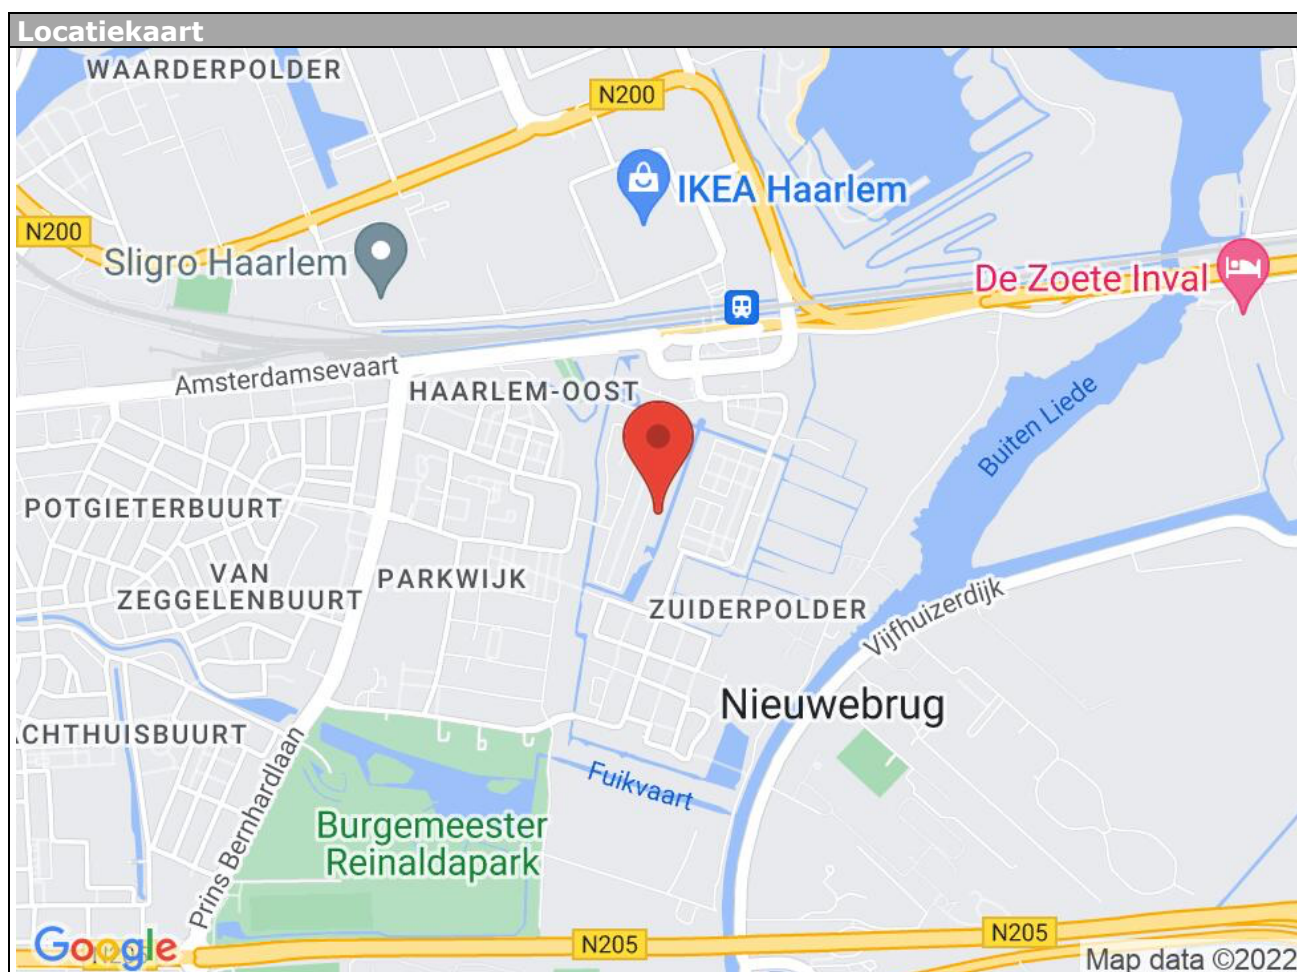 Locatiekaart
WAARDERPOLDER
N200
IKEA Haarlem
N200
Sligro Haarlem
De Zoete Inval
Amsterdamsevaart
HAARLEM-OOST
Buiten Liede
POTGIETERBUURT
VAN
ZEGGELENBUURT
PARKWIJK
ZUIDERPOLDER
Vijfhuizerdijk
Nieuwebrug
CHTHUISBUURT
Prins Bernhardlaan
Fuikvaart
Burgemeester
Reinaldapark
Google
N205
N205
Map data ©2022